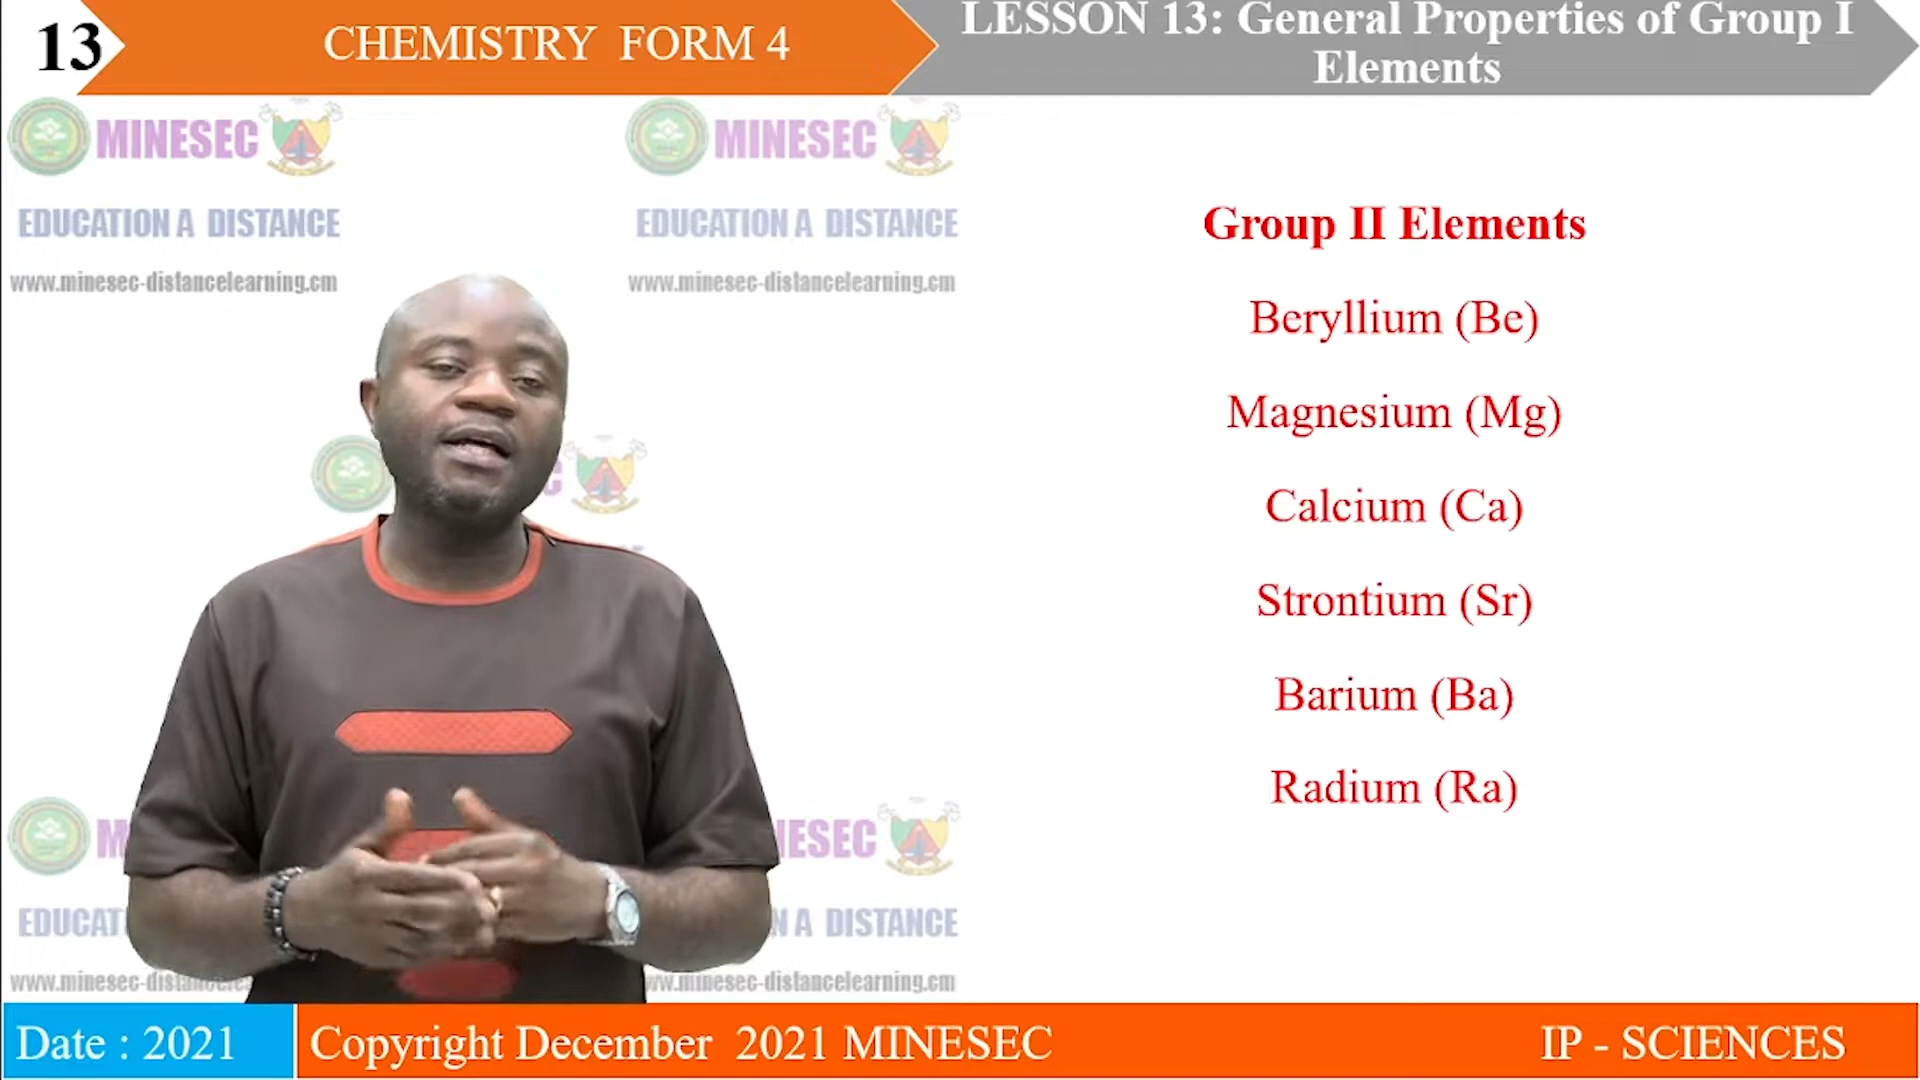 13
CHEMISTRY FORM 4
LESSON 13: General Properties of Group I
Elements
MINESEC
EDUCATION A DISTANCE
www.minesec-distancelearning.cm
MINESEC
EDUCATION A DISTANCE
www.minesec-distancelearning.cm
Group II Elements
Beryllium (Be)
Magnesium (Mg)
Calcium (Ca)
Strontium (Sr)
Barium (Ba)
Radium (Ra)
Date : 2021
Copyright December 2021 MINESEC
IP - SCIENCES